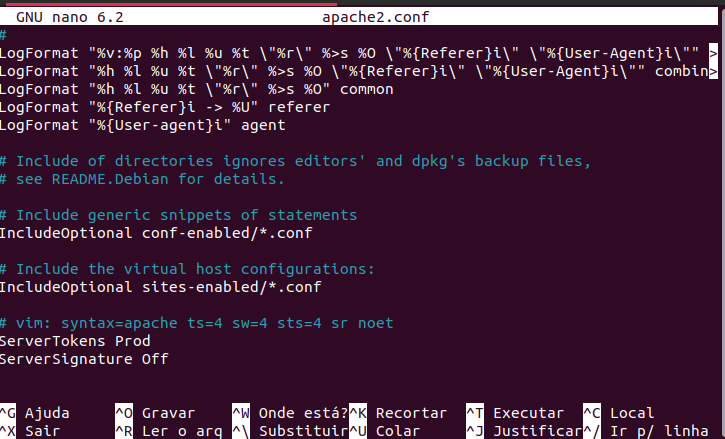 GNU nano 6.2 apache2.conf
#
LogFormat "%v:%p %h %l %u %t \"%r\" %>s %O \"%{Referer}i\" \"%{User-Agent}i\"" >
LogFormat "%h %l %u %t \"%r\" %>s %O \"%{Referer}i\" \"%{User-Agent}i\"" combin>
LogFormat "%h %l %u %t \"%r\" %>s %O" common
LogFormat "%{Referer}i -> %U" referer
LogFormat "%{User-agent}i" agent

# Include of directories ignores editors' and dpkg's backup files,
# see README.Debian for details.

# Include generic snippets of statements
IncludeOptional conf-enabled/*.conf

# Include the virtual host configurations:
IncludeOptional sites-enabled/*.conf

# vim: syntax=apache ts=4 sw=4 sts=4 sr noet
ServerTokens Prod
ServerSignature Off

^G Ajuda ^O Gravar ^W Onde está? ^K Recortar ^T Executar ^C Local
^X Sair ^R Ler o arq ^\ Substituir ^U Colar ^J Justificar ^/ Ir p/ linha